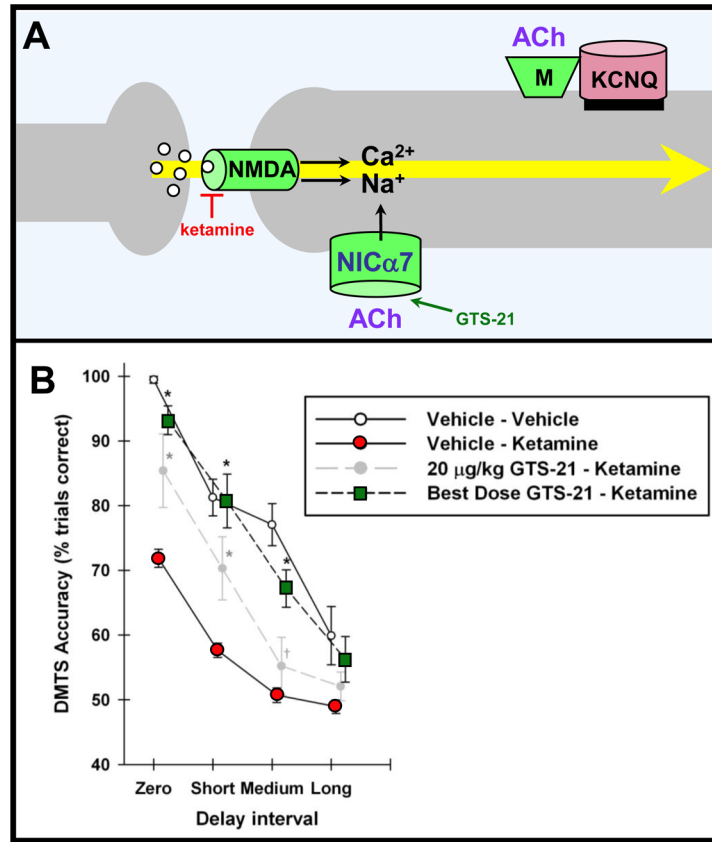 A
ACh
M
KCNQ
NMDA
Ca²⁺
Na⁺
ketamine
NICα7
ACh
GTS-21
B
100
90
80
70
60
50
40
DMTS Accuracy (% trials correct)
*
*
*
*
*
†
Vehicle - Vehicle
Vehicle - Ketamine
20 μg/kg GTS-21 - Ketamine
Best Dose GTS-21 - Ketamine
Zero Short Medium Long
Delay interval